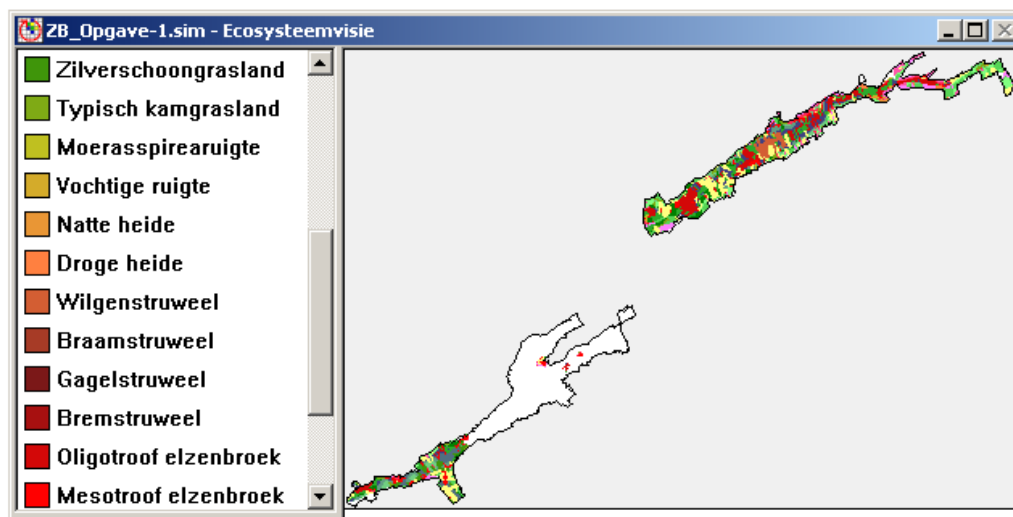 ZB_Opgave-1.sim - Ecosysteemvisie
Zilverschoongrasland
Typisch kamgrasland
Moerasspirearuigte
Vochtige ruigte
Natte heide
Droge heide
Wilgenstruweel
Braamstruweel
Gagelstruweel
Bremstruweel
Oligotroof elzenbroek
Mesotroof elzenbroek